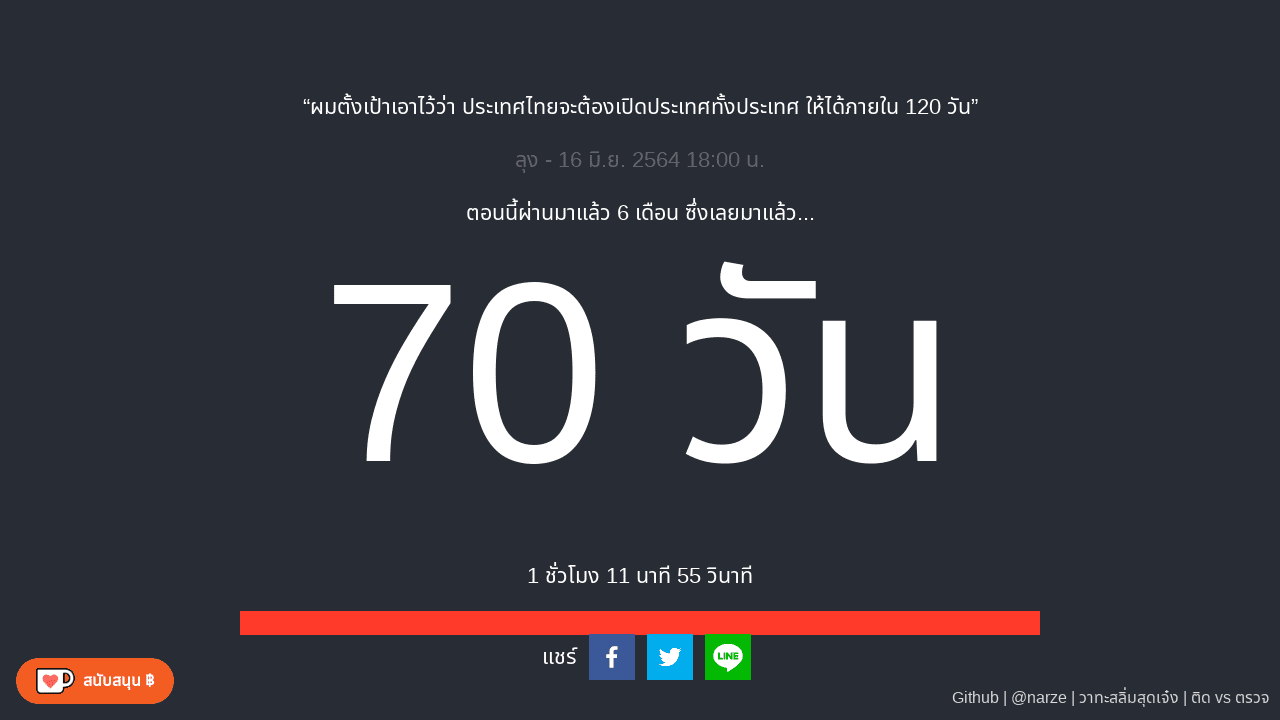 “ผมตั้งเป้าเอาไว้ว่า ประเทศไทยจะต้องเปิดประเทศทั้งประเทศ ให้ได้ภายใน 120 วัน”
ลุง - 16 มิ.ย. 2564 18:00 น.
ตอนนี้ผ่านมาแล้ว 6 เดือน ซึ่งเลยมาแล้ว...
70 วัน
1 ชั่วโมง 11 นาที 55 วินาที
แชร์
LINE
สนับสนุน ฿
Github | @narze | วาทะสลิ่มสุดเจ๋ง | ติด vs ตรวจ